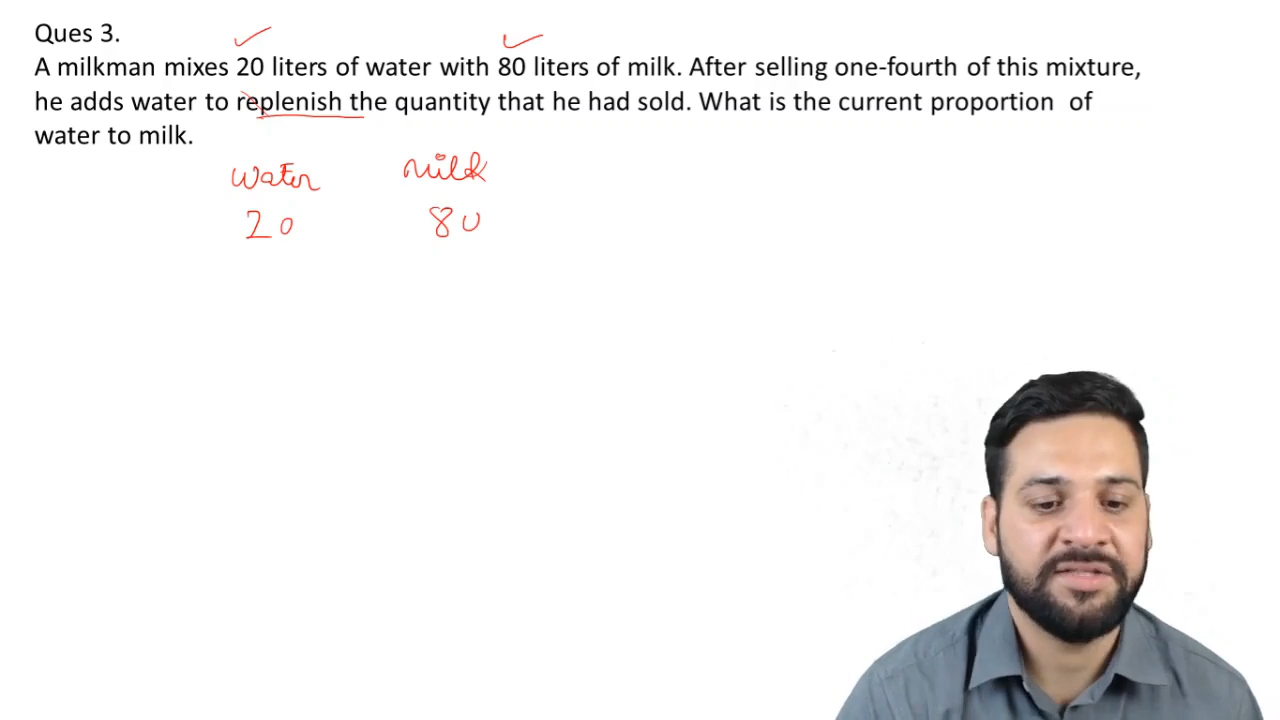 Ques 3.
A milkman mixes 20 liters of water with 80 liters of milk. After selling one-fourth of this mixture,
he adds water to replenish the quantity that he had sold. What is the current proportion of
water to milk.
water milk
20 80